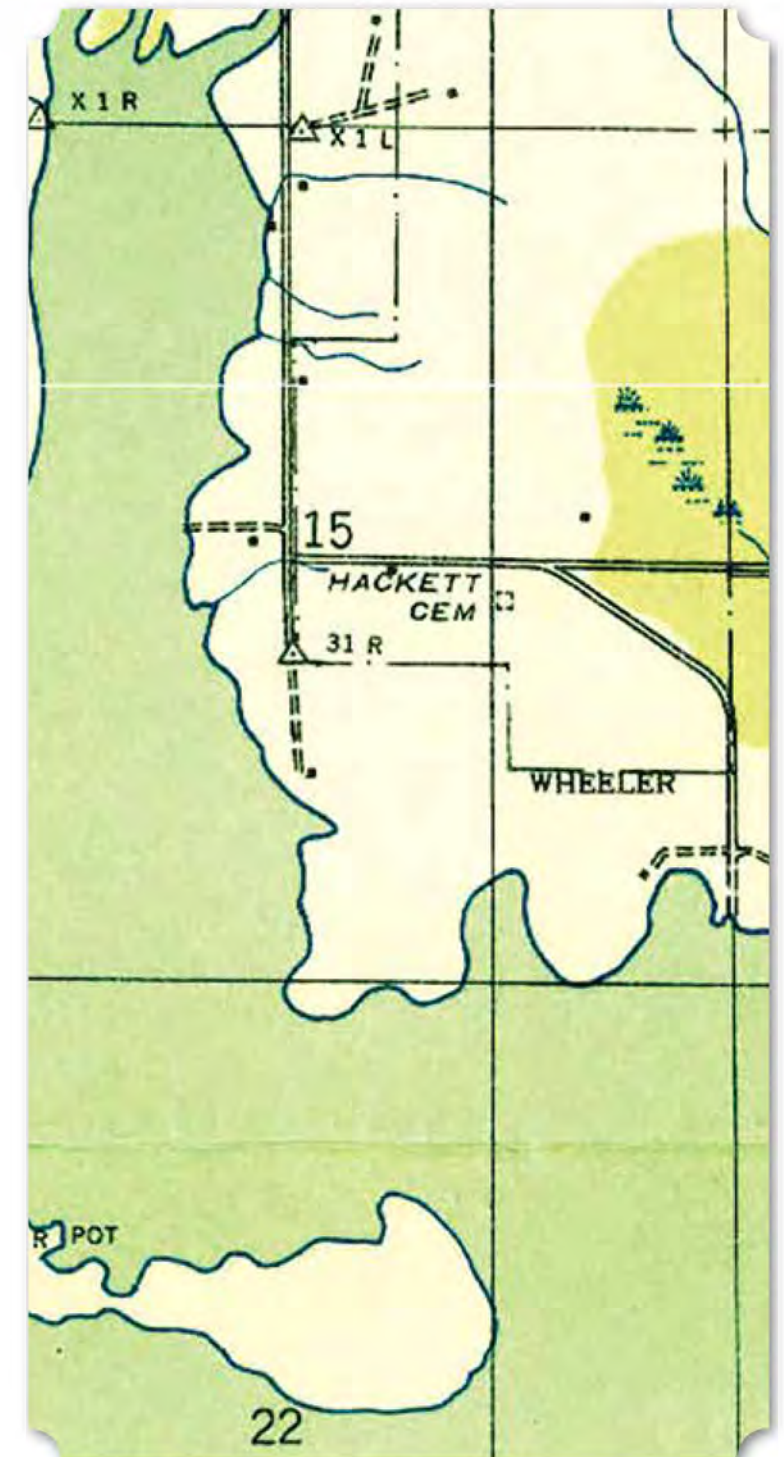 X 1 R
X 1 L
15
HACKETT
CEM
31 R
WHEELER
R POT
22